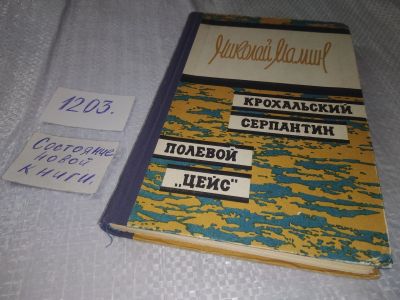 Николай Мамин
КРОХАЛЬСКИЙ
СЕРПАНТИН
ПОЛЕВОЙ
„ЦЕЙС"
1203.
Состояние
новой
книги.